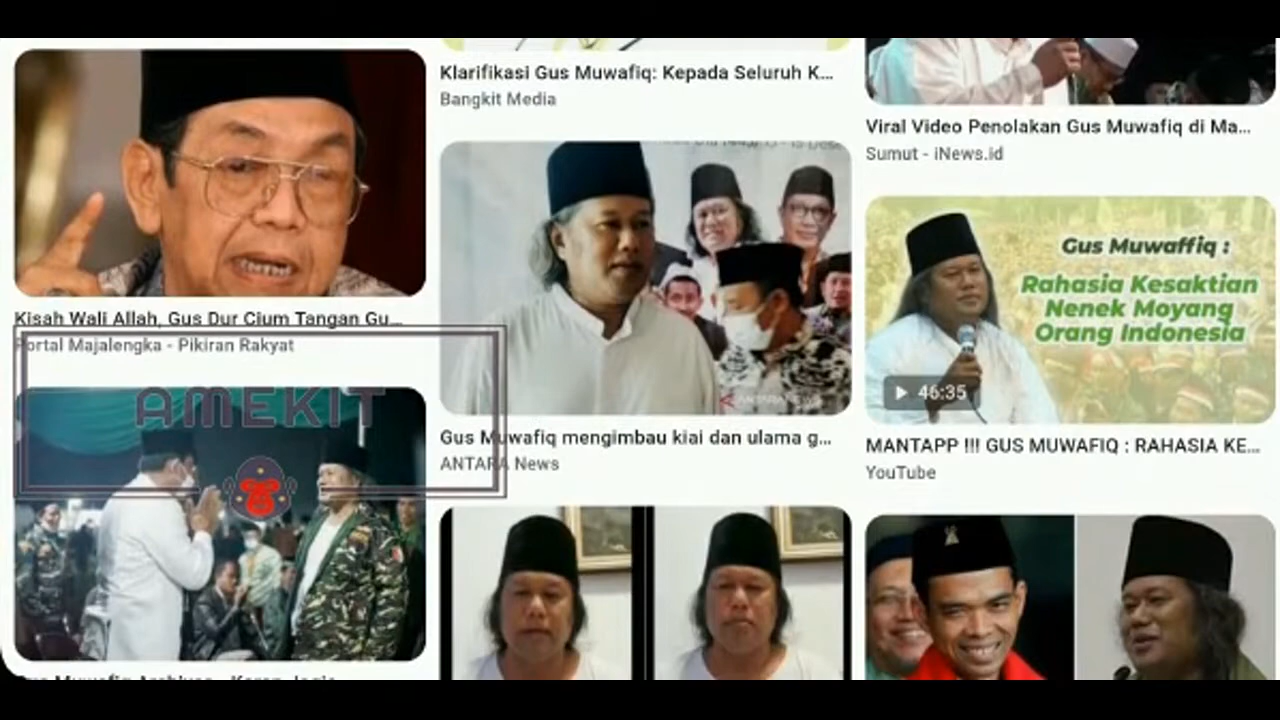 Kisah Wali Allah, Gus Dur Cium Tangan Gu...
Portal Majalengka - Pikiran Rakyat
AMEKIT
Klarifikasi Gus Muwafiq: Kepada Seluruh K...
Bangkit Media
ANTARANEWS
Gus Muwafiq mengimbau kiai dan ulama g...
ANTARA News
Viral Video Penolakan Gus Muwafiq di Ma...
Sumut - iNews.id
Gus Muwaffiq :
Rahasia Kesaktian
Nenek Moyang
Orang Indonesia
46:35
MANTAPP !!! GUS MUWAFIQ : RAHASIA KE...
YouTube